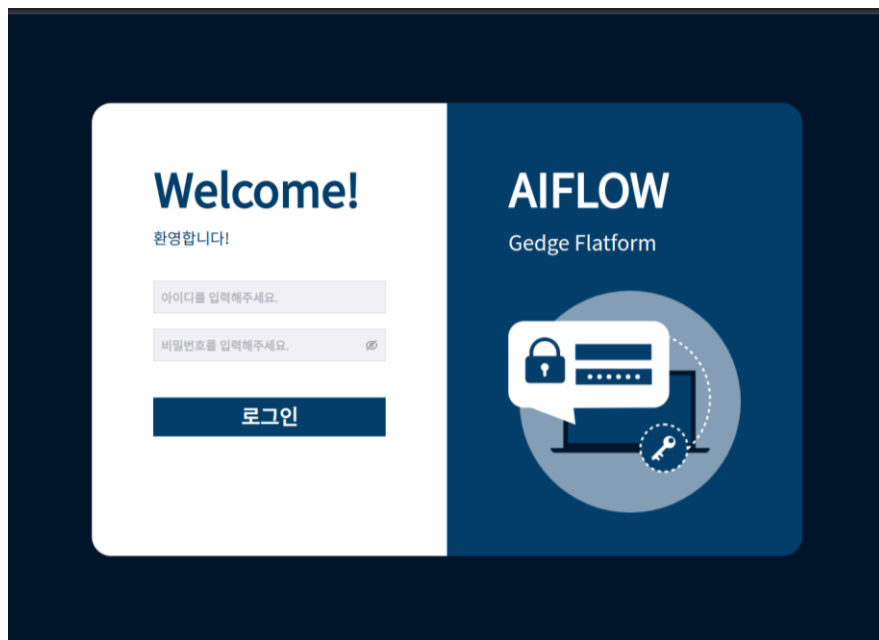 Welcome!
환영합니다!
아이디를 입력해주세요.
비밀번호를 입력해주세요.
로그인
AIFLOW
Gedge Flatform